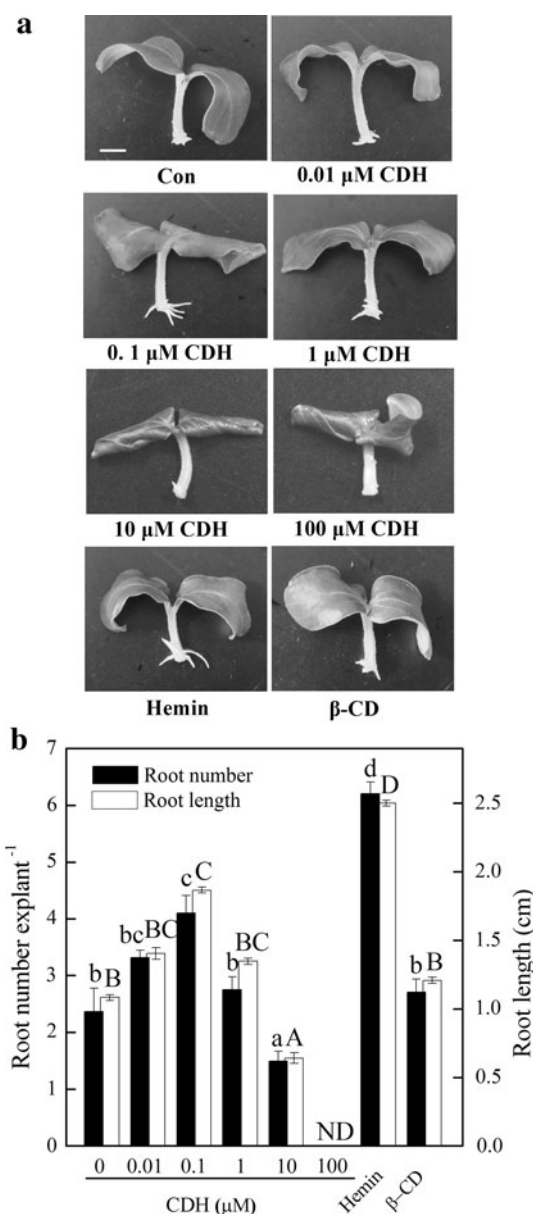 a
Con
0.01 μM CDH
0. 1 μM CDH
1 μM CDH
10 μM CDH
100 μM CDH
Hemin
β-CD
b
7
6
5
4
3
2
1
0
Root number explant⁻¹
Root number
Root length
b B
bc BC
c C
b BC
a A
ND
d D
b B
2.5
2.0
1.5
1.0
0.5
0.0
Root length (cm)
0 0.01 0.1 1 10 100
Hemin
β-CD
CDH (μM)